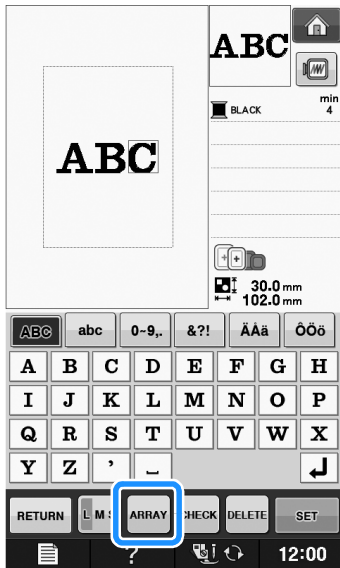 ABC
min
BLACK 4
ABC
30.0 mm
102.0 mm
ABC abc 0~9,. &?! ÄÅä ÔÖö
A B C D E F G H
I J K L M N O P
Q R S T U V W X
Y Z ’ ⎵
RETURN L M S ARRAY CHECK DELETE SET
? 12:00